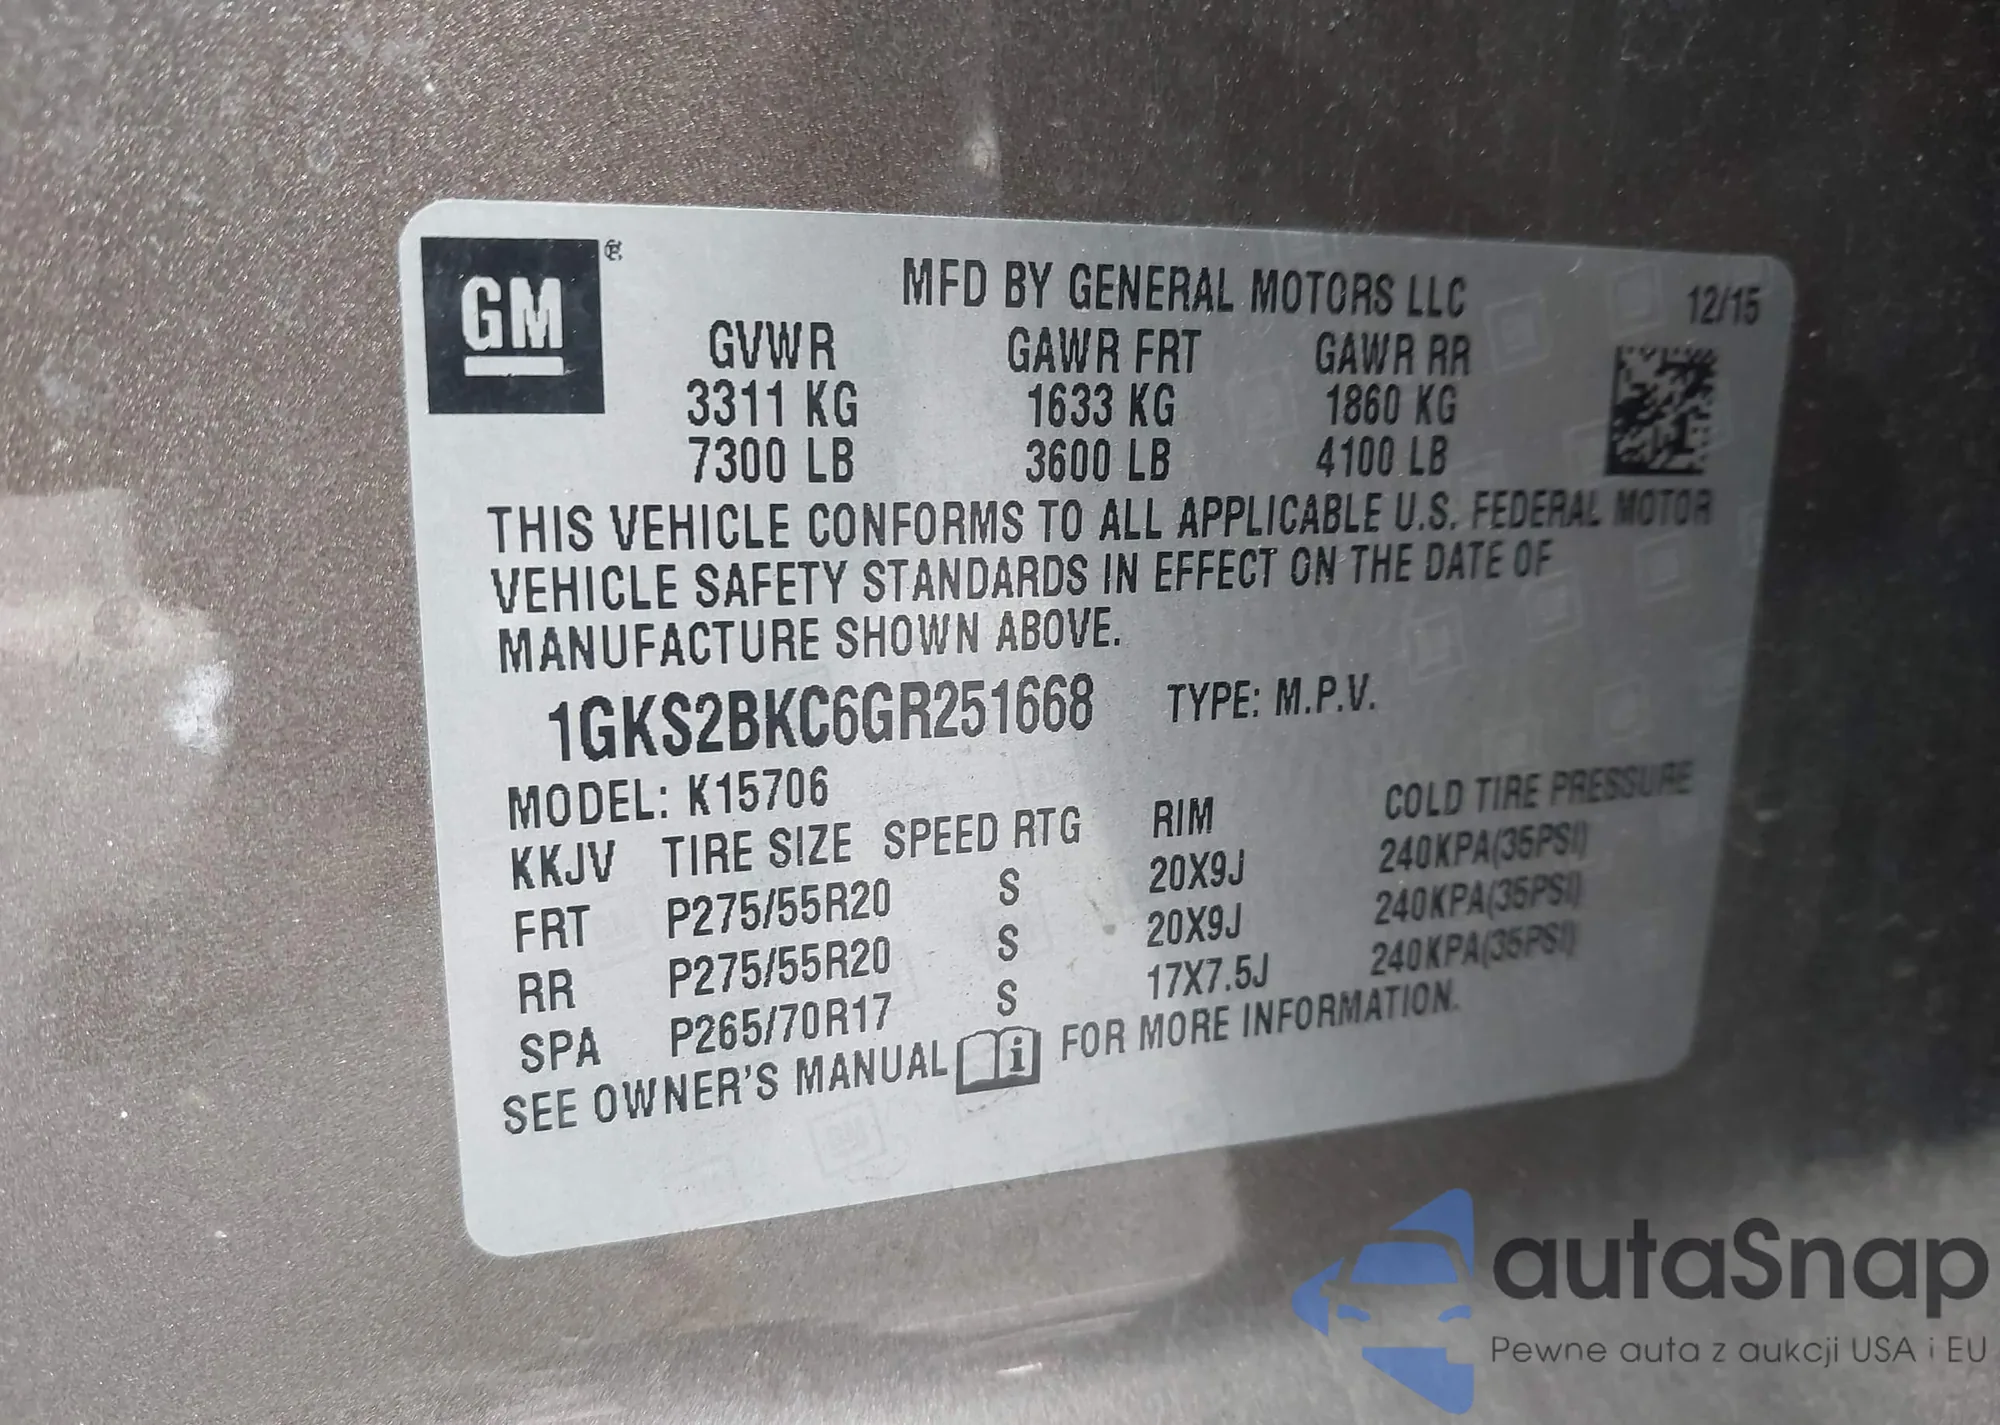 GM
MFD BY GENERAL MOTORS LLC 12/15
GVWR GAWR FRT GAWR RR
3311 KG 1633 KG 1860 KG
7300 LB 3600 LB 4100 LB
THIS VEHICLE CONFORMS TO ALL APPLICABLE U.S. FEDERAL MOTOR
VEHICLE SAFETY STANDARDS IN EFFECT ON THE DATE OF
MANUFACTURE SHOWN ABOVE.
1GKS2BKC6GR251668 TYPE: M.P.V.
MODEL: K15706
KKJV TIRE SIZE SPEED RTG RIM COLD TIRE PRESSURE
FRT P275/55R20 S 20X9J 240KPA(35PSI)
RR P275/55R20 S 20X9J 240KPA(35PSI)
SPA P265/70R17 S 17X7.5J 240KPA(35PSI)
SEE OWNER'S MANUAL i FOR MORE INFORMATION.
autaSnap
Pewne auta z aukcji USA i EU